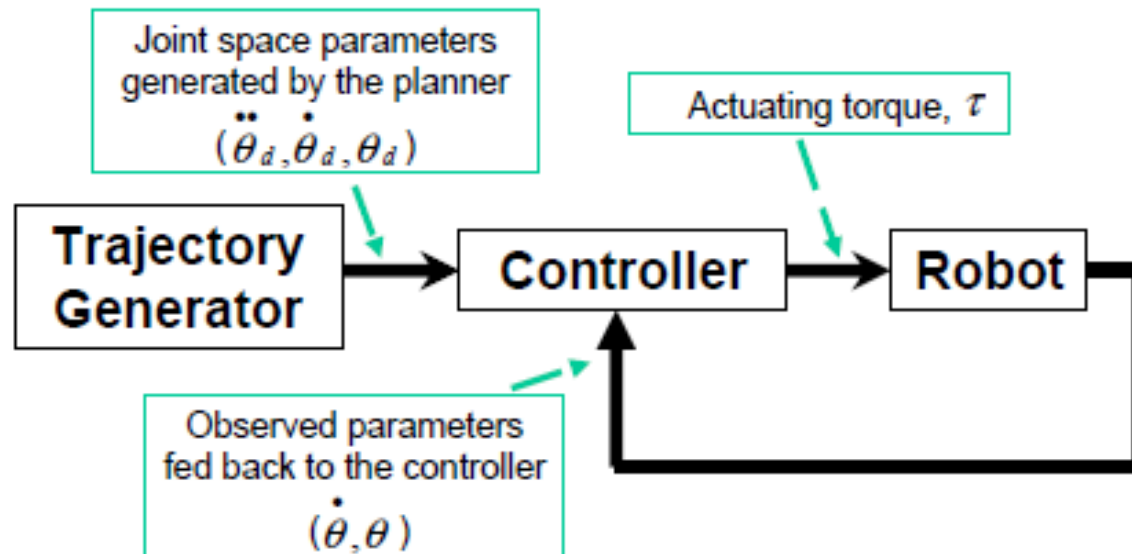 Joint space parameters
generated by the planner
(θ̈d, θ̇d, θd)
Actuating torque, τ
Trajectory
Generator
Controller
Robot
Observed parameters
fed back to the controller
(θ̇, θ)